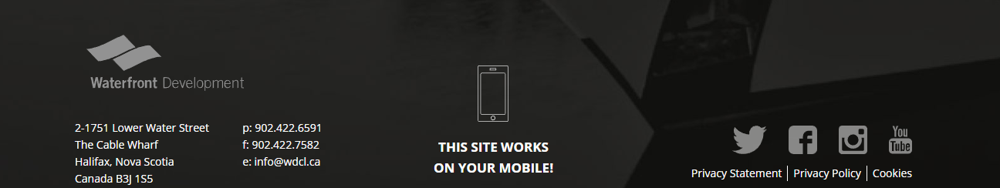 Waterfront Development
2-1751 Lower Water Street
The Cable Wharf
Halifax, Nova Scotia
Canada B3J 1S5
p: 902.422.6591
f: 902.422.7582
e: info@wdcl.ca
THIS SITE WORKS
ON YOUR MOBILE!
You
Tube
Privacy Statement | Privacy Policy | Cookies